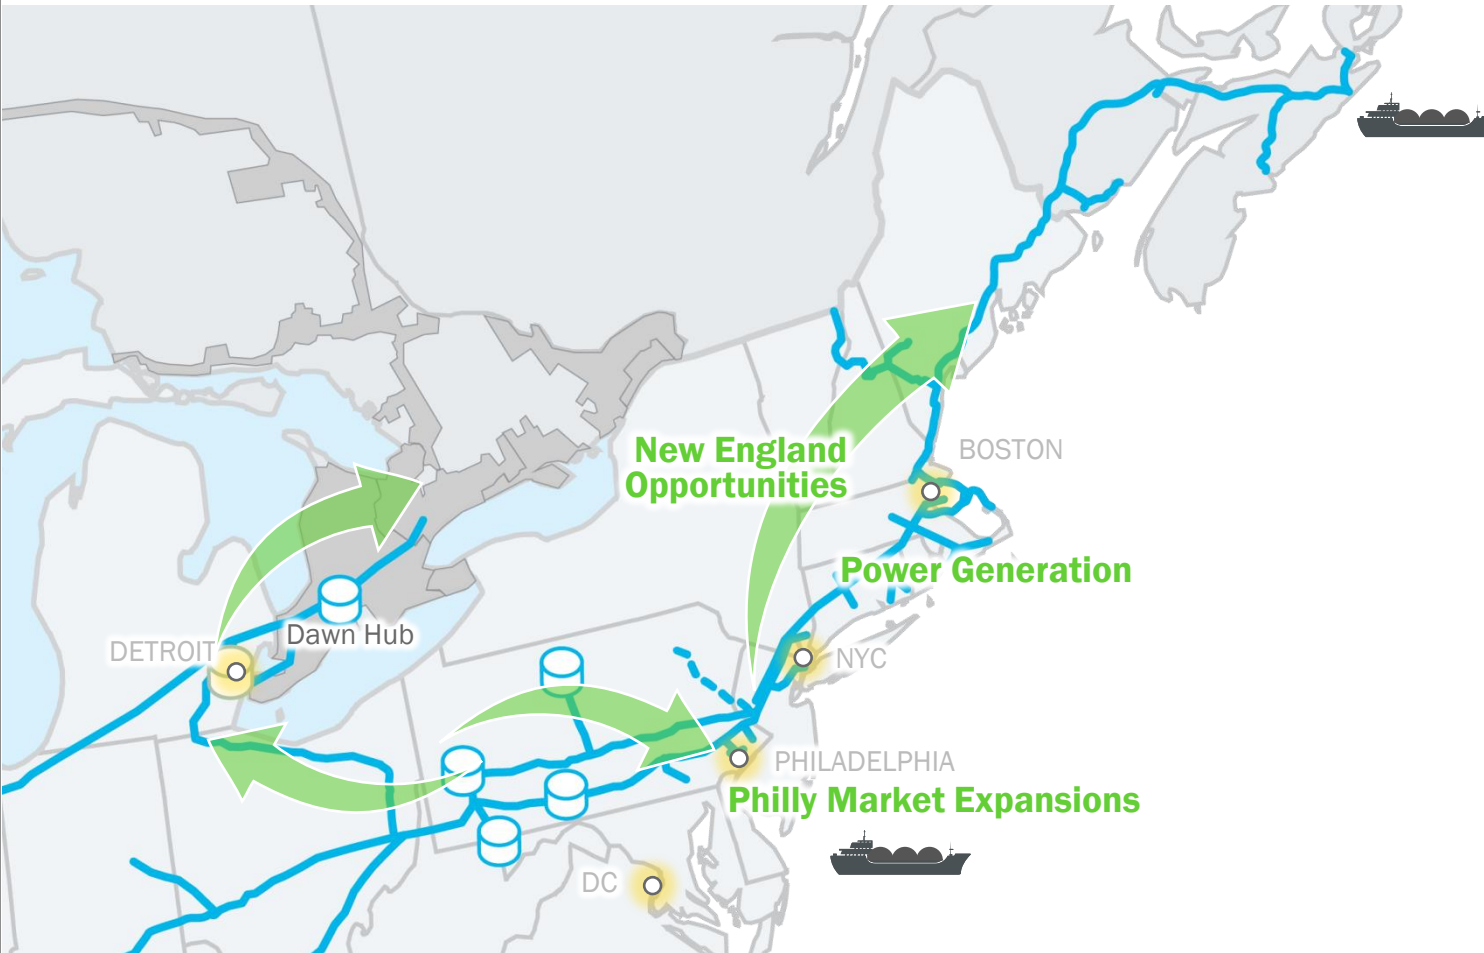 BOSTON
New England
Opportunities
Power Generation
Dawn Hub
DETROIT
NYC
PHILADELPHIA
Philly Market Expansions
DC